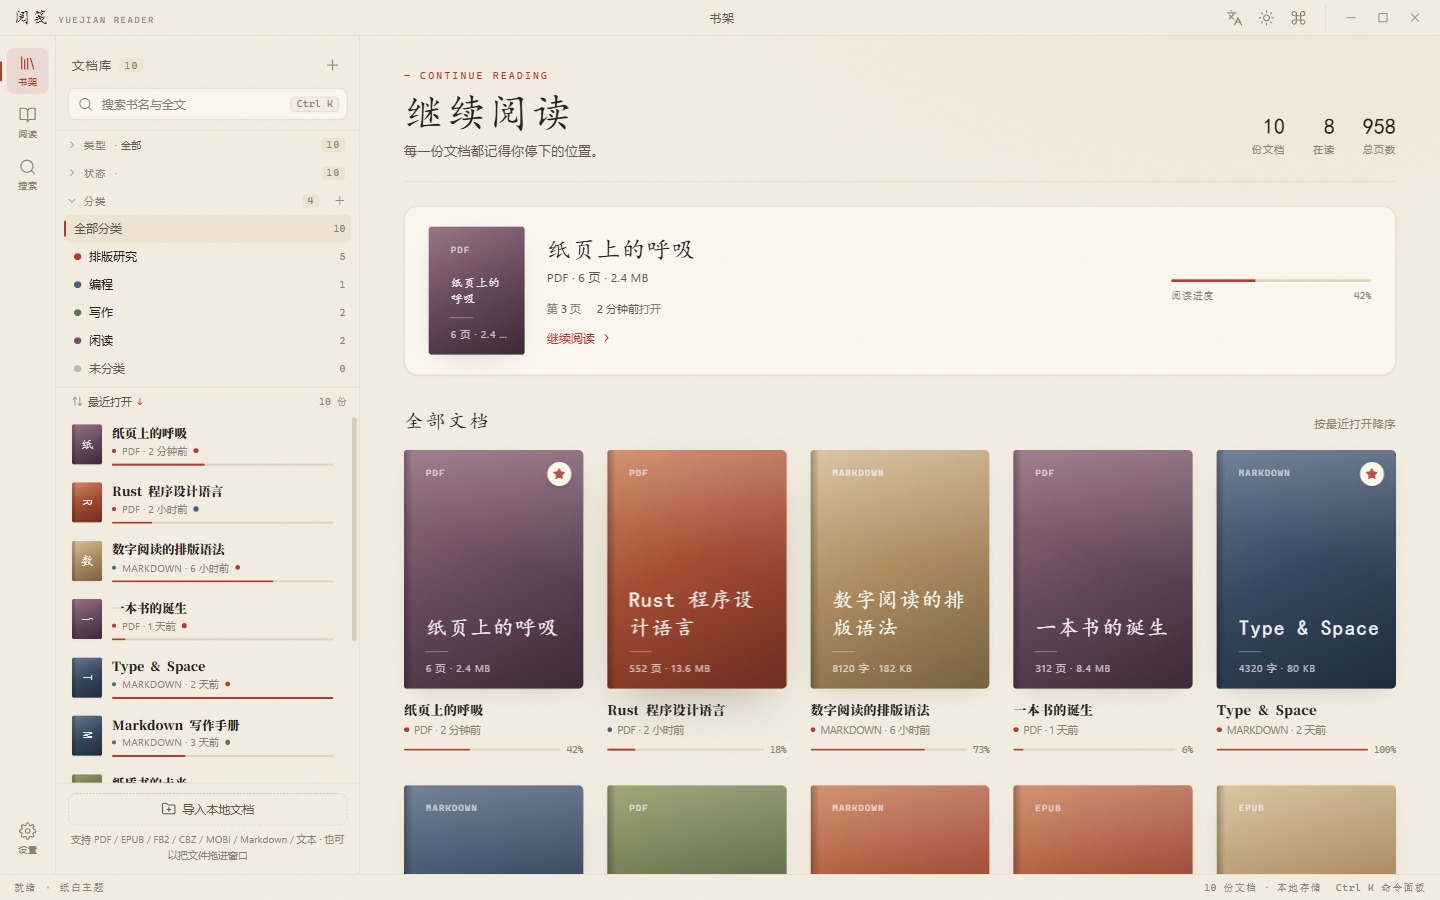 阅笺 YUEJIAN READER
书架
书架
阅读
搜索
设置
文档库 10
搜索书名与全文 Ctrl K
类型 · 全部 10
状态 · 10
分类 4
全部分类 10
排版研究 5
编程 1
写作 2
闲读 2
未分类 0
最近打开 ↓ 10 份
纸
纸页上的呼吸
PDF · 2 分钟前
R
Rust 程序设计语言
PDF · 2 小时前
数
数字阅读的排版语法
MARKDOWN · 6 小时前
一
一本书的诞生
PDF · 1 天前
T
Type & Space
MARKDOWN · 2 天前
M
Markdown 写作手册
MARKDOWN · 3 天前
导入本地文档
支持 PDF / EPUB / FB2 / CBZ / MOBI / Markdown / 文本 · 也可
以把文件拖进窗口
— CONTINUE READING
继续阅读
每一份文档都记得你停下的位置。
10 8 958
份文档 在读 总页数
PDF
纸页上的
呼吸
6 页 · 2.4 ...
纸页上的呼吸
PDF · 6 页 · 2.4 MB
第 3 页 2 分钟前打开
继续阅读
阅读进度 42%
全部文档 按最近打开降序
PDF
纸页上的呼吸
6 页 · 2.4 MB
纸页上的呼吸
PDF · 2 分钟前
42%
PDF
Rust 程序设
计语言
552 页 · 13.6 MB
Rust 程序设计语言
PDF · 2 小时前
18%
MARKDOWN
数字阅读的排
版语法
8120 字 · 182 KB
数字阅读的排版语法
MARKDOWN · 6 小时前
73%
PDF
一本书的诞生
312 页 · 8.4 MB
一本书的诞生
PDF · 1 天前
6%
MARKDOWN
Type & Space
4320 字 · 80 KB
Type & Space
MARKDOWN · 2 天前
100%
MARKDOWN
PDF
MARKDOWN
EPUB
EPUB
就绪 · 纸白主题
10 份文档 · 本地存储 Ctrl K 命令面板